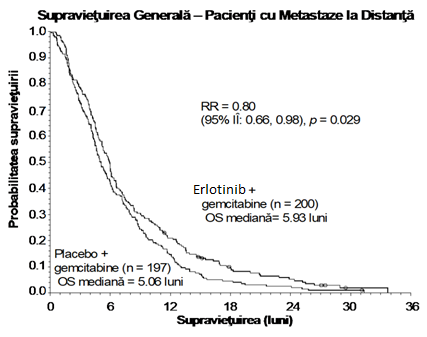 Supravieţuirea Generală – Pacienţi cu Metastaze la Distanţă
Probabilitatea supravieţuirii
1.0
0.9
0.8
0.7
0.6
0.5
0.4
0.3
0.2
0.1
0.0
RR = 0.80
(95% IÎ: 0.66, 0.98), p = 0.029
Erlotinib +
gemcitabine (n = 200)
OS mediană= 5.93 luni
Placebo +
gemcitabine (n = 197)
OS mediană = 5.06 luni
0 6 12 18 24 30 36
Supravieţuirea (luni)